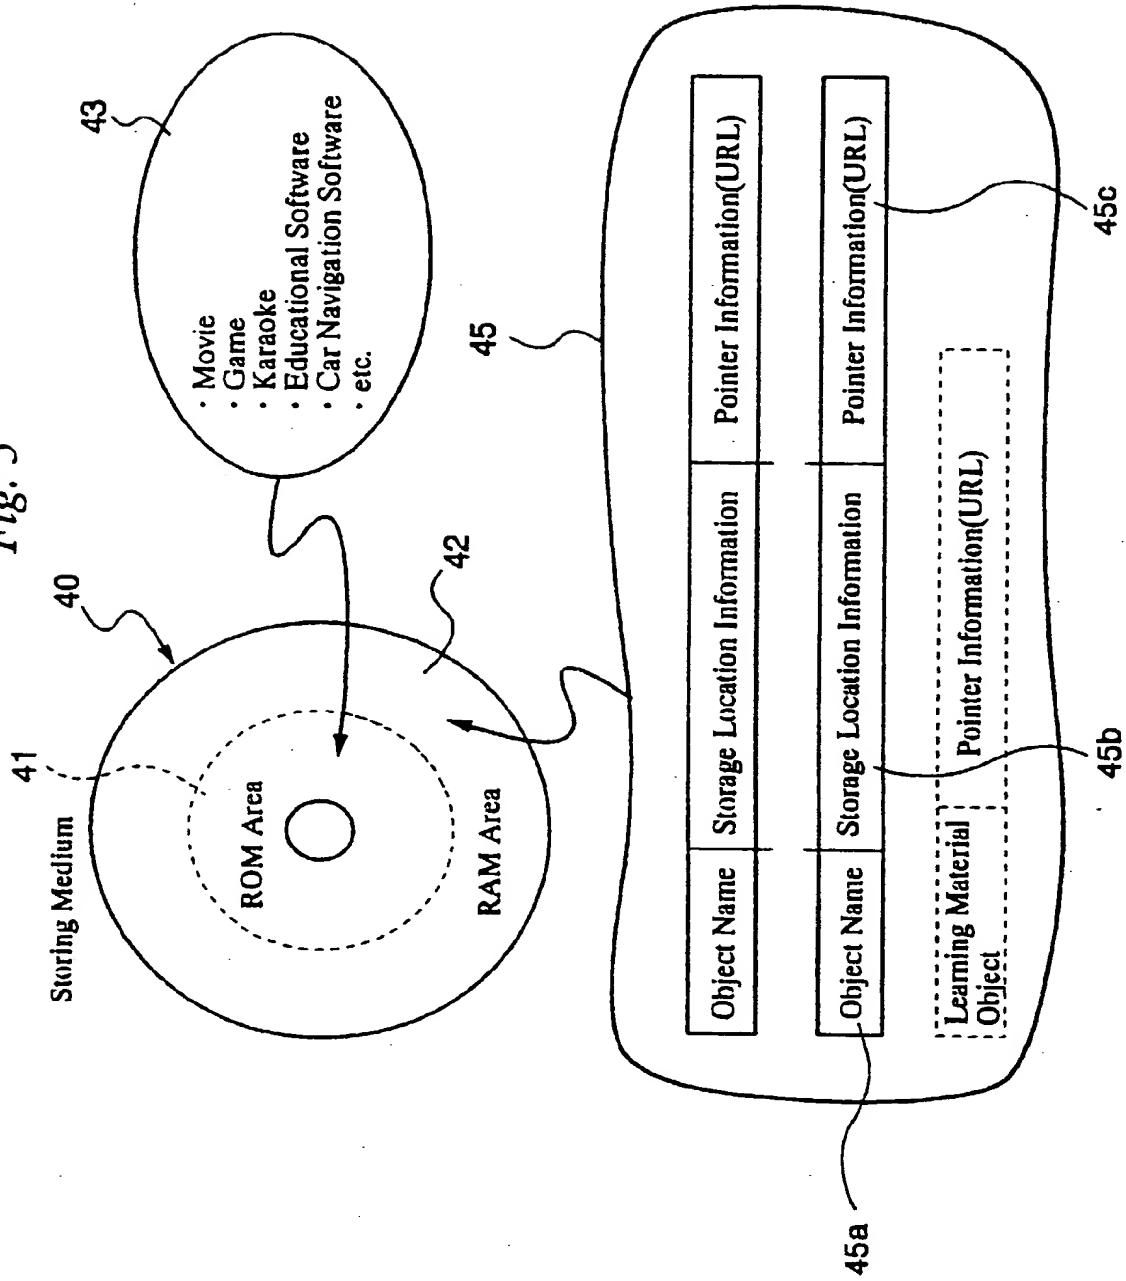 Fig.
Storing Medium
40
41
ROM Area
RAM Area
42
43
· Movie
· Game
· Karaoke
· Educational Software
· Car Navigation Software
· etc.
45
Object Name Storage Location Information Pointer Information(URL)
Object Name Storage Location Information Pointer Information(URL)
Learning Material
Object
Pointer Information(URL)
45a
45b
45c